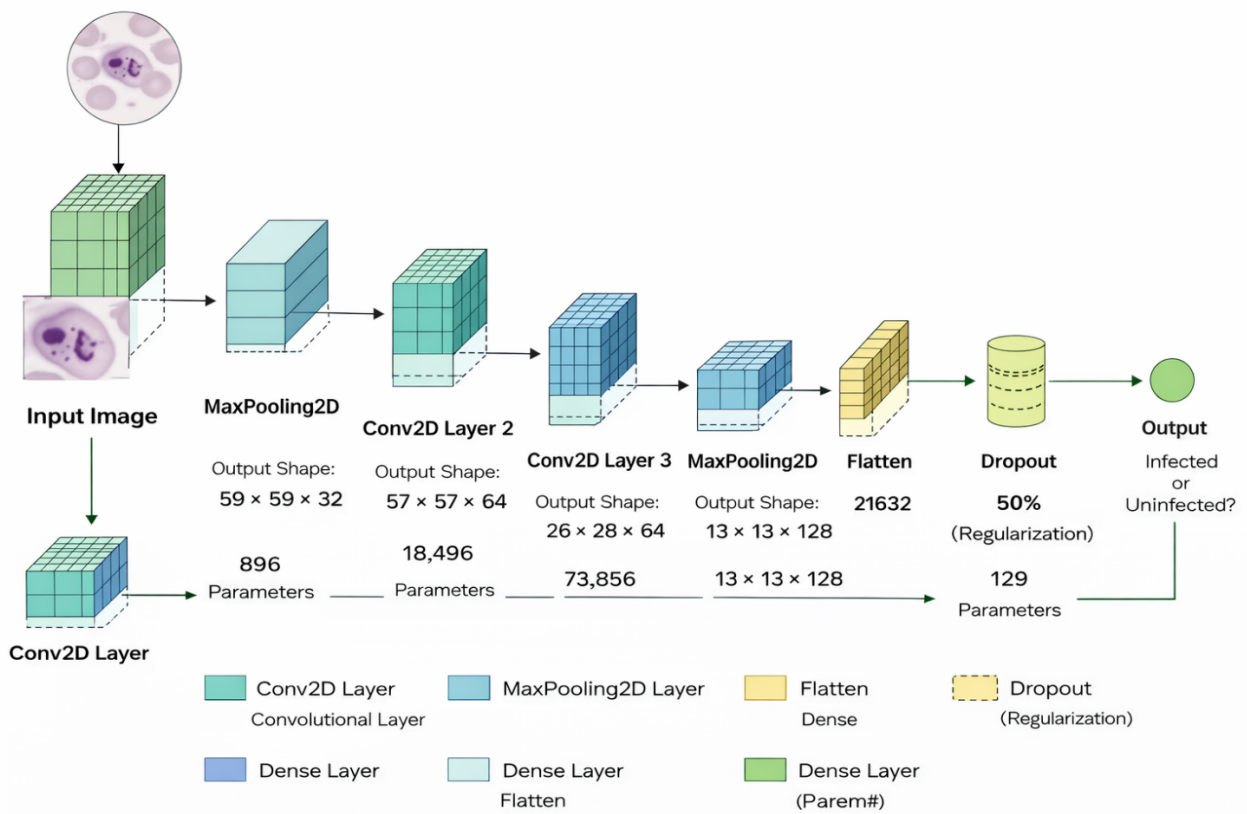 Input Image
MaxPooling2D
Output Shape:
59 × 59 × 32
896
Parameters
Conv2D Layer 2
Output Shape:
57 × 57 × 64
18,496
Parameters
Conv2D Layer 3
Output Shape:
26 × 28 × 64
73,856
MaxPooling2D
Output Shape:
13 × 13 × 128
13 × 13 × 128
Flatten
21632
Dropout
50%
(Regularization)
129
Parameters
Output
Infected
or
Uninfected?
Conv2D Layer
Conv2D Layer
Convolutional Layer
MaxPooling2D Layer
Flatten
Dense
Dropout
(Regularization)
Dense Layer
Dense Layer
Flatten
Dense Layer
(Parem#)